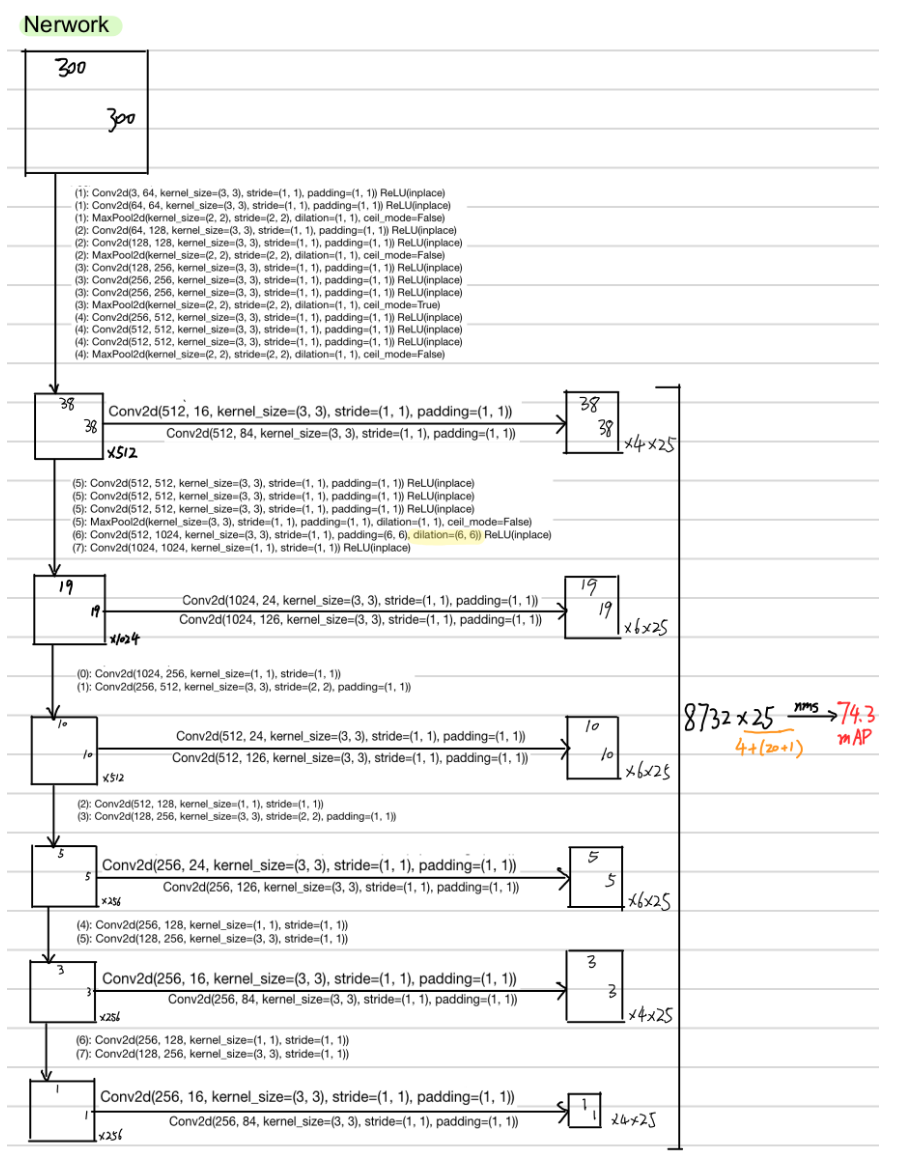 Nerwork
300
300
(1): Conv2d(3, 64, kernel_size=(3, 3), stride=(1, 1), padding=(1, 1)) ReLU(inplace)
(1): Conv2d(64, 64, kernel_size=(3, 3), stride=(1, 1), padding=(1, 1)) ReLU(inplace)
(1): MaxPool2d(kernel_size=(2, 2), stride=(2, 2), dilation=(1, 1), ceil_mode=False)
(2): Conv2d(64, 128, kernel_size=(3, 3), stride=(1, 1), padding=(1, 1)) ReLU(inplace)
(2): Conv2d(128, 128, kernel_size=(3, 3), stride=(1, 1), padding=(1, 1)) ReLU(inplace)
(2): MaxPool2d(kernel_size=(2, 2), stride=(2, 2), dilation=(1, 1), ceil_mode=False)
(3): Conv2d(128, 256, kernel_size=(3, 3), stride=(1, 1), padding=(1, 1)) ReLU(inplace)
(3): Conv2d(256, 256, kernel_size=(3, 3), stride=(1, 1), padding=(1, 1)) ReLU(inplace)
(3): Conv2d(256, 256, kernel_size=(3, 3), stride=(1, 1), padding=(1, 1)) ReLU(inplace)
(3): MaxPool2d(kernel_size=(2, 2), stride=(2, 2), dilation=(1, 1), ceil_mode=True)
(4): Conv2d(256, 512, kernel_size=(3, 3), stride=(1, 1), padding=(1, 1)) ReLU(inplace)
(4): Conv2d(512, 512, kernel_size=(3, 3), stride=(1, 1), padding=(1, 1)) ReLU(inplace)
(4): Conv2d(512, 512, kernel_size=(3, 3), stride=(1, 1), padding=(1, 1)) ReLU(inplace)
(4): MaxPool2d(kernel_size=(2, 2), stride=(2, 2), dilation=(1, 1), ceil_mode=False)
38
38
×512
Conv2d(512, 16, kernel_size=(3, 3), stride=(1, 1), padding=(1, 1))
Conv2d(512, 84, kernel_size=(3, 3), stride=(1, 1), padding=(1, 1))
38
38
×4×25
(5): Conv2d(512, 512, kernel_size=(3, 3), stride=(1, 1), padding=(1, 1)) ReLU(inplace)
(5): Conv2d(512, 512, kernel_size=(3, 3), stride=(1, 1), padding=(1, 1)) ReLU(inplace)
(5): Conv2d(512, 512, kernel_size=(3, 3), stride=(1, 1), padding=(1, 1)) ReLU(inplace)
(5): MaxPool2d(kernel_size=(3, 3), stride=(1, 1), padding=(1, 1), dilation=(1, 1), ceil_mode=False)
(6): Conv2d(512, 1024, kernel_size=(3, 3), stride=(1, 1), padding=(6, 6), dilation=(6, 6)) ReLU(inplace)
(7): Conv2d(1024, 1024, kernel_size=(1, 1), stride=(1, 1)) ReLU(inplace)
19
19
×1024
Conv2d(1024, 24, kernel_size=(3, 3), stride=(1, 1), padding=(1, 1))
Conv2d(1024, 126, kernel_size=(3, 3), stride=(1, 1), padding=(1, 1))
19
19
×6×25
(0): Conv2d(1024, 256, kernel_size=(1, 1), stride=(1, 1))
(1): Conv2d(256, 512, kernel_size=(3, 3), stride=(2, 2), padding=(1, 1))
10
10
×512
Conv2d(512, 24, kernel_size=(3, 3), stride=(1, 1), padding=(1, 1))
Conv2d(512, 126, kernel_size=(3, 3), stride=(1, 1), padding=(1, 1))
10
10
×6×25
8732×25 nms 74.3
4+(20+1) mAP
(2): Conv2d(512, 128, kernel_size=(1, 1), stride=(1, 1))
(3): Conv2d(128, 256, kernel_size=(3, 3), stride=(2, 2), padding=(1, 1))
5
5
×256
Conv2d(256, 24, kernel_size=(3, 3), stride=(1, 1), padding=(1, 1))
Conv2d(256, 126, kernel_size=(3, 3), stride=(1, 1), padding=(1, 1))
5
5
×6×25
(4): Conv2d(256, 128, kernel_size=(1, 1), stride=(1, 1))
(5): Conv2d(128, 256, kernel_size=(3, 3), stride=(1, 1))
3
3
×256
Conv2d(256, 16, kernel_size=(3, 3), stride=(1, 1), padding=(1, 1))
Conv2d(256, 84, kernel_size=(3, 3), stride=(1, 1), padding=(1, 1))
3
3
×4×25
(6): Conv2d(256, 128, kernel_size=(1, 1), stride=(1, 1))
(7): Conv2d(128, 256, kernel_size=(3, 3), stride=(1, 1))
1
1
×256
Conv2d(256, 16, kernel_size=(3, 3), stride=(1, 1), padding=(1, 1))
Conv2d(256, 84, kernel_size=(3, 3), stride=(1, 1), padding=(1, 1))
1
1
×4×25